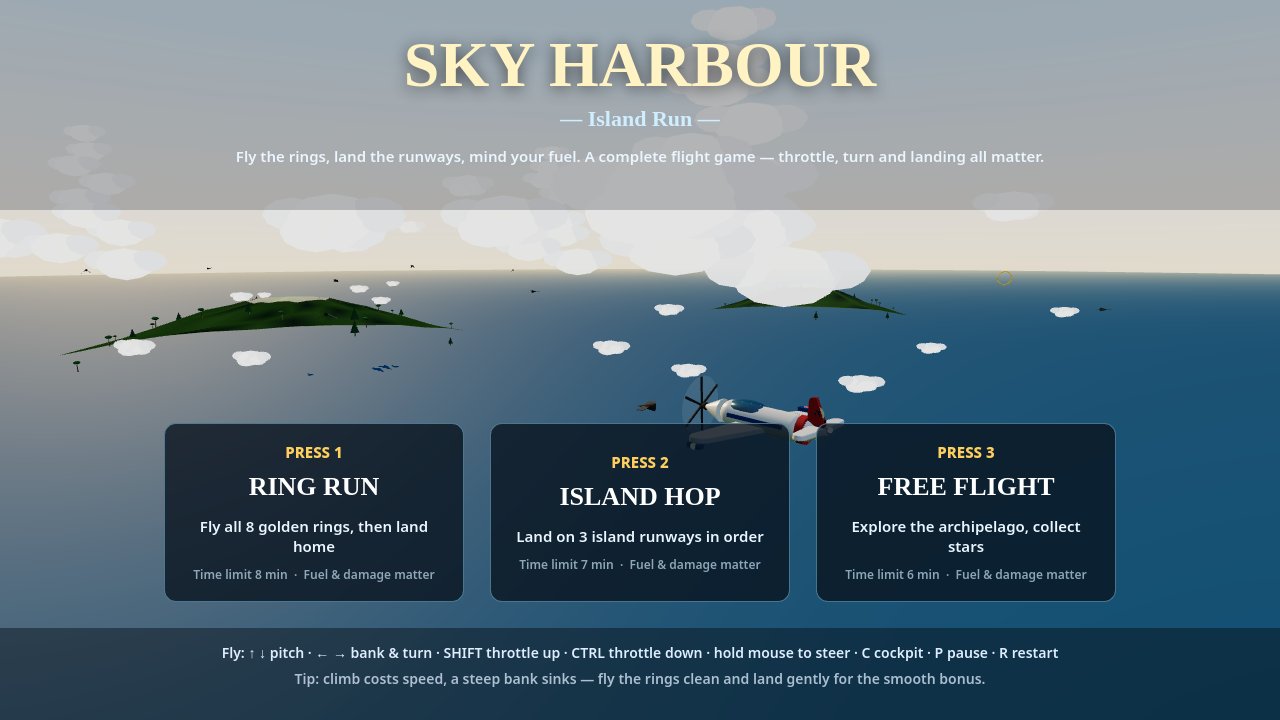 SKY HARBOUR
— Island Run —
Fly the rings, land the runways, mind your fuel. A complete flight game — throttle, turn and landing all matter.
PRESS 1
RING RUN
Fly all 8 golden rings, then land
home
Time limit 8 min · Fuel & damage matter
PRESS 2
ISLAND HOP
Land on 3 island runways in order
Time limit 7 min · Fuel & damage matter
PRESS 3
FREE FLIGHT
Explore the archipelago, collect
stars
Time limit 6 min · Fuel & damage matter
Fly: ↑ ↓ pitch · ← → bank & turn · SHIFT throttle up · CTRL throttle down · hold mouse to steer · C cockpit · P pause · R restart
Tip: climb costs speed, a steep bank sinks — fly the rings clean and land gently for the smooth bonus.